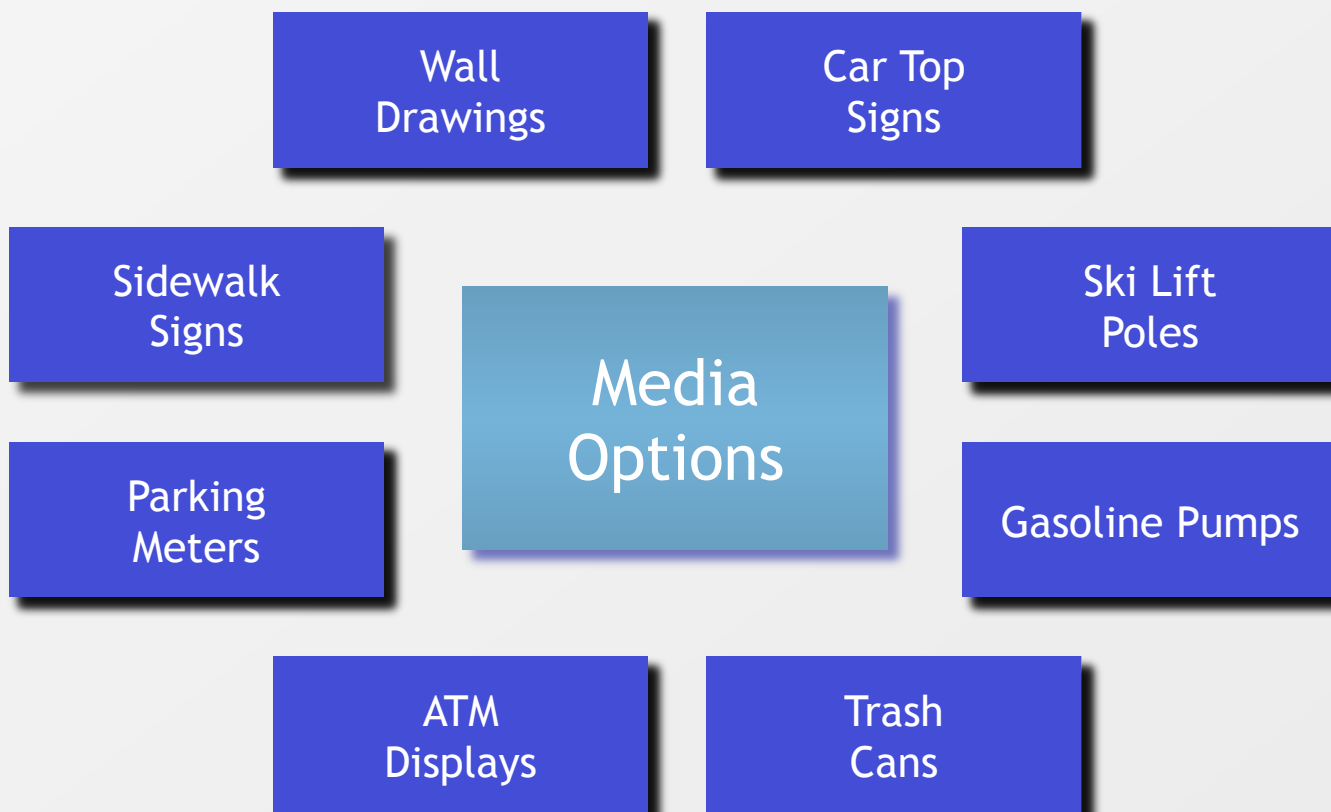 Wall
Drawings
Car Top
Signs
Sidewalk
Signs
Media
Options
Ski Lift
Poles
Parking
Meters
Gasoline Pumps
ATM
Displays
Trash
Cans